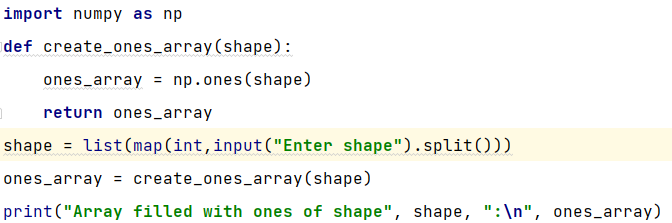 import numpy as np
def create_ones_array(shape):
    ones_array = np.ones(shape)
    return ones_array
shape = list(map(int,input("Enter shape").split()))
ones_array = create_ones_array(shape)
print("Array filled with ones of shape", shape, ":\n", ones_array)